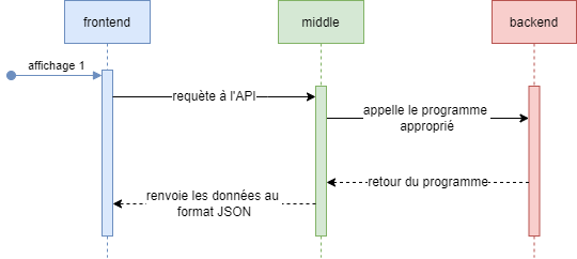 frontend
middle
backend
affichage 1
requète à l'API
appelle le programme
approprié
retour du programme
renvoie les données au
format JSON